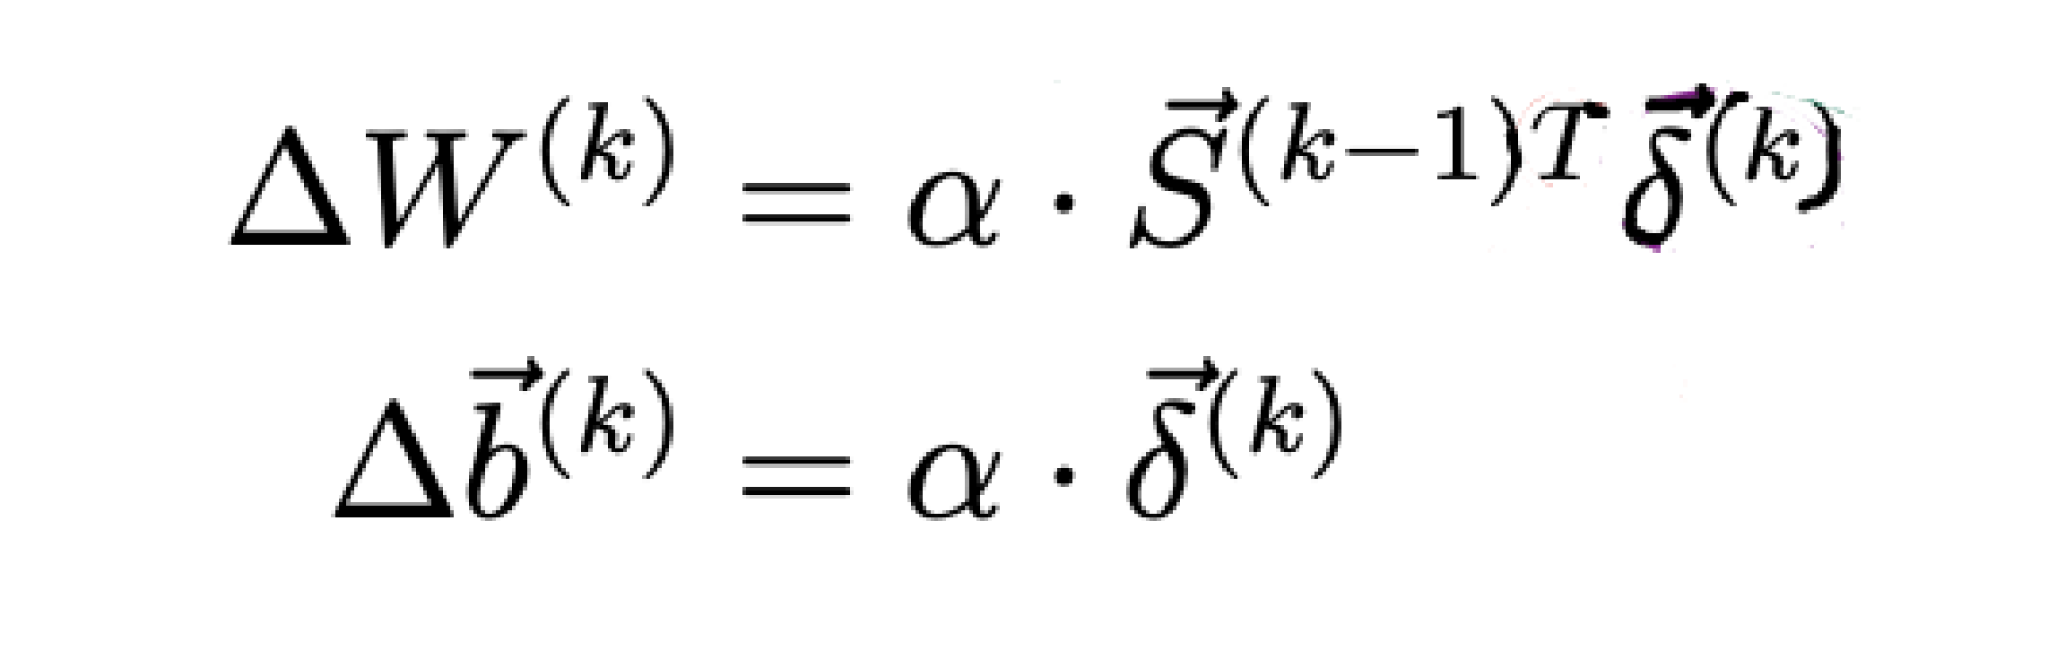 ΔW⃗^(k) = α · S⃗^(k−1)T δ⃗^(k)
Δb⃗^(k) = α · δ⃗^(k)